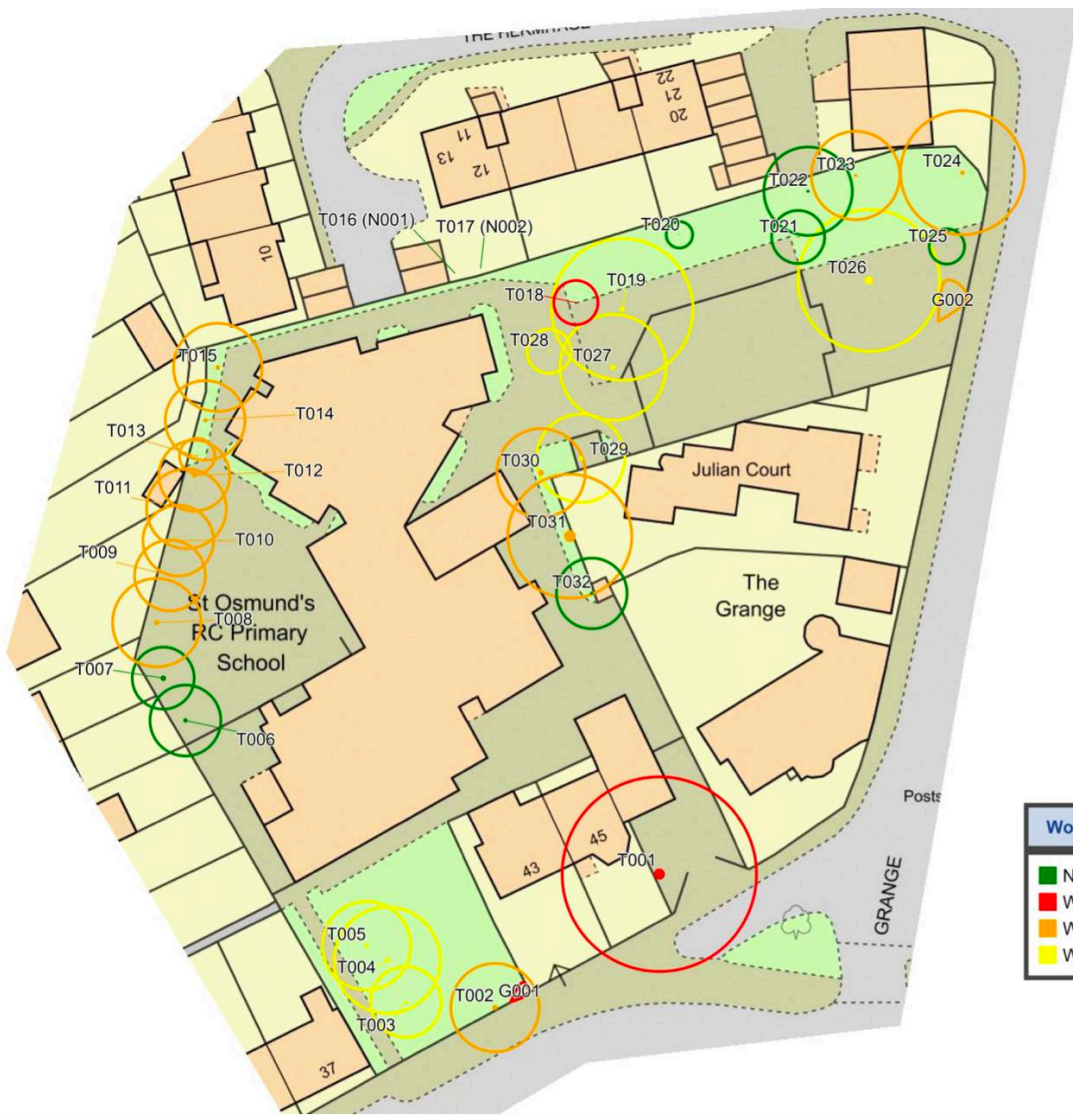 THE HERMITAGE
22
21
20
11
13
12
10
T016 (N001)
T017 (N002)
T020
T022
T023
T024
T021
T025
T026
G002
T019
T018
T028
T027
T015
T014
T013
T012
T011
T010
T009
T008
T007
T006
St Osmund's
RC Primary
School
T029
T030
T031
T032
Julian Court
The
Grange
Posts
GRANGE
45
43
T001
T005
T004
T003
T002
G001
37
Wo
N
W
W
W